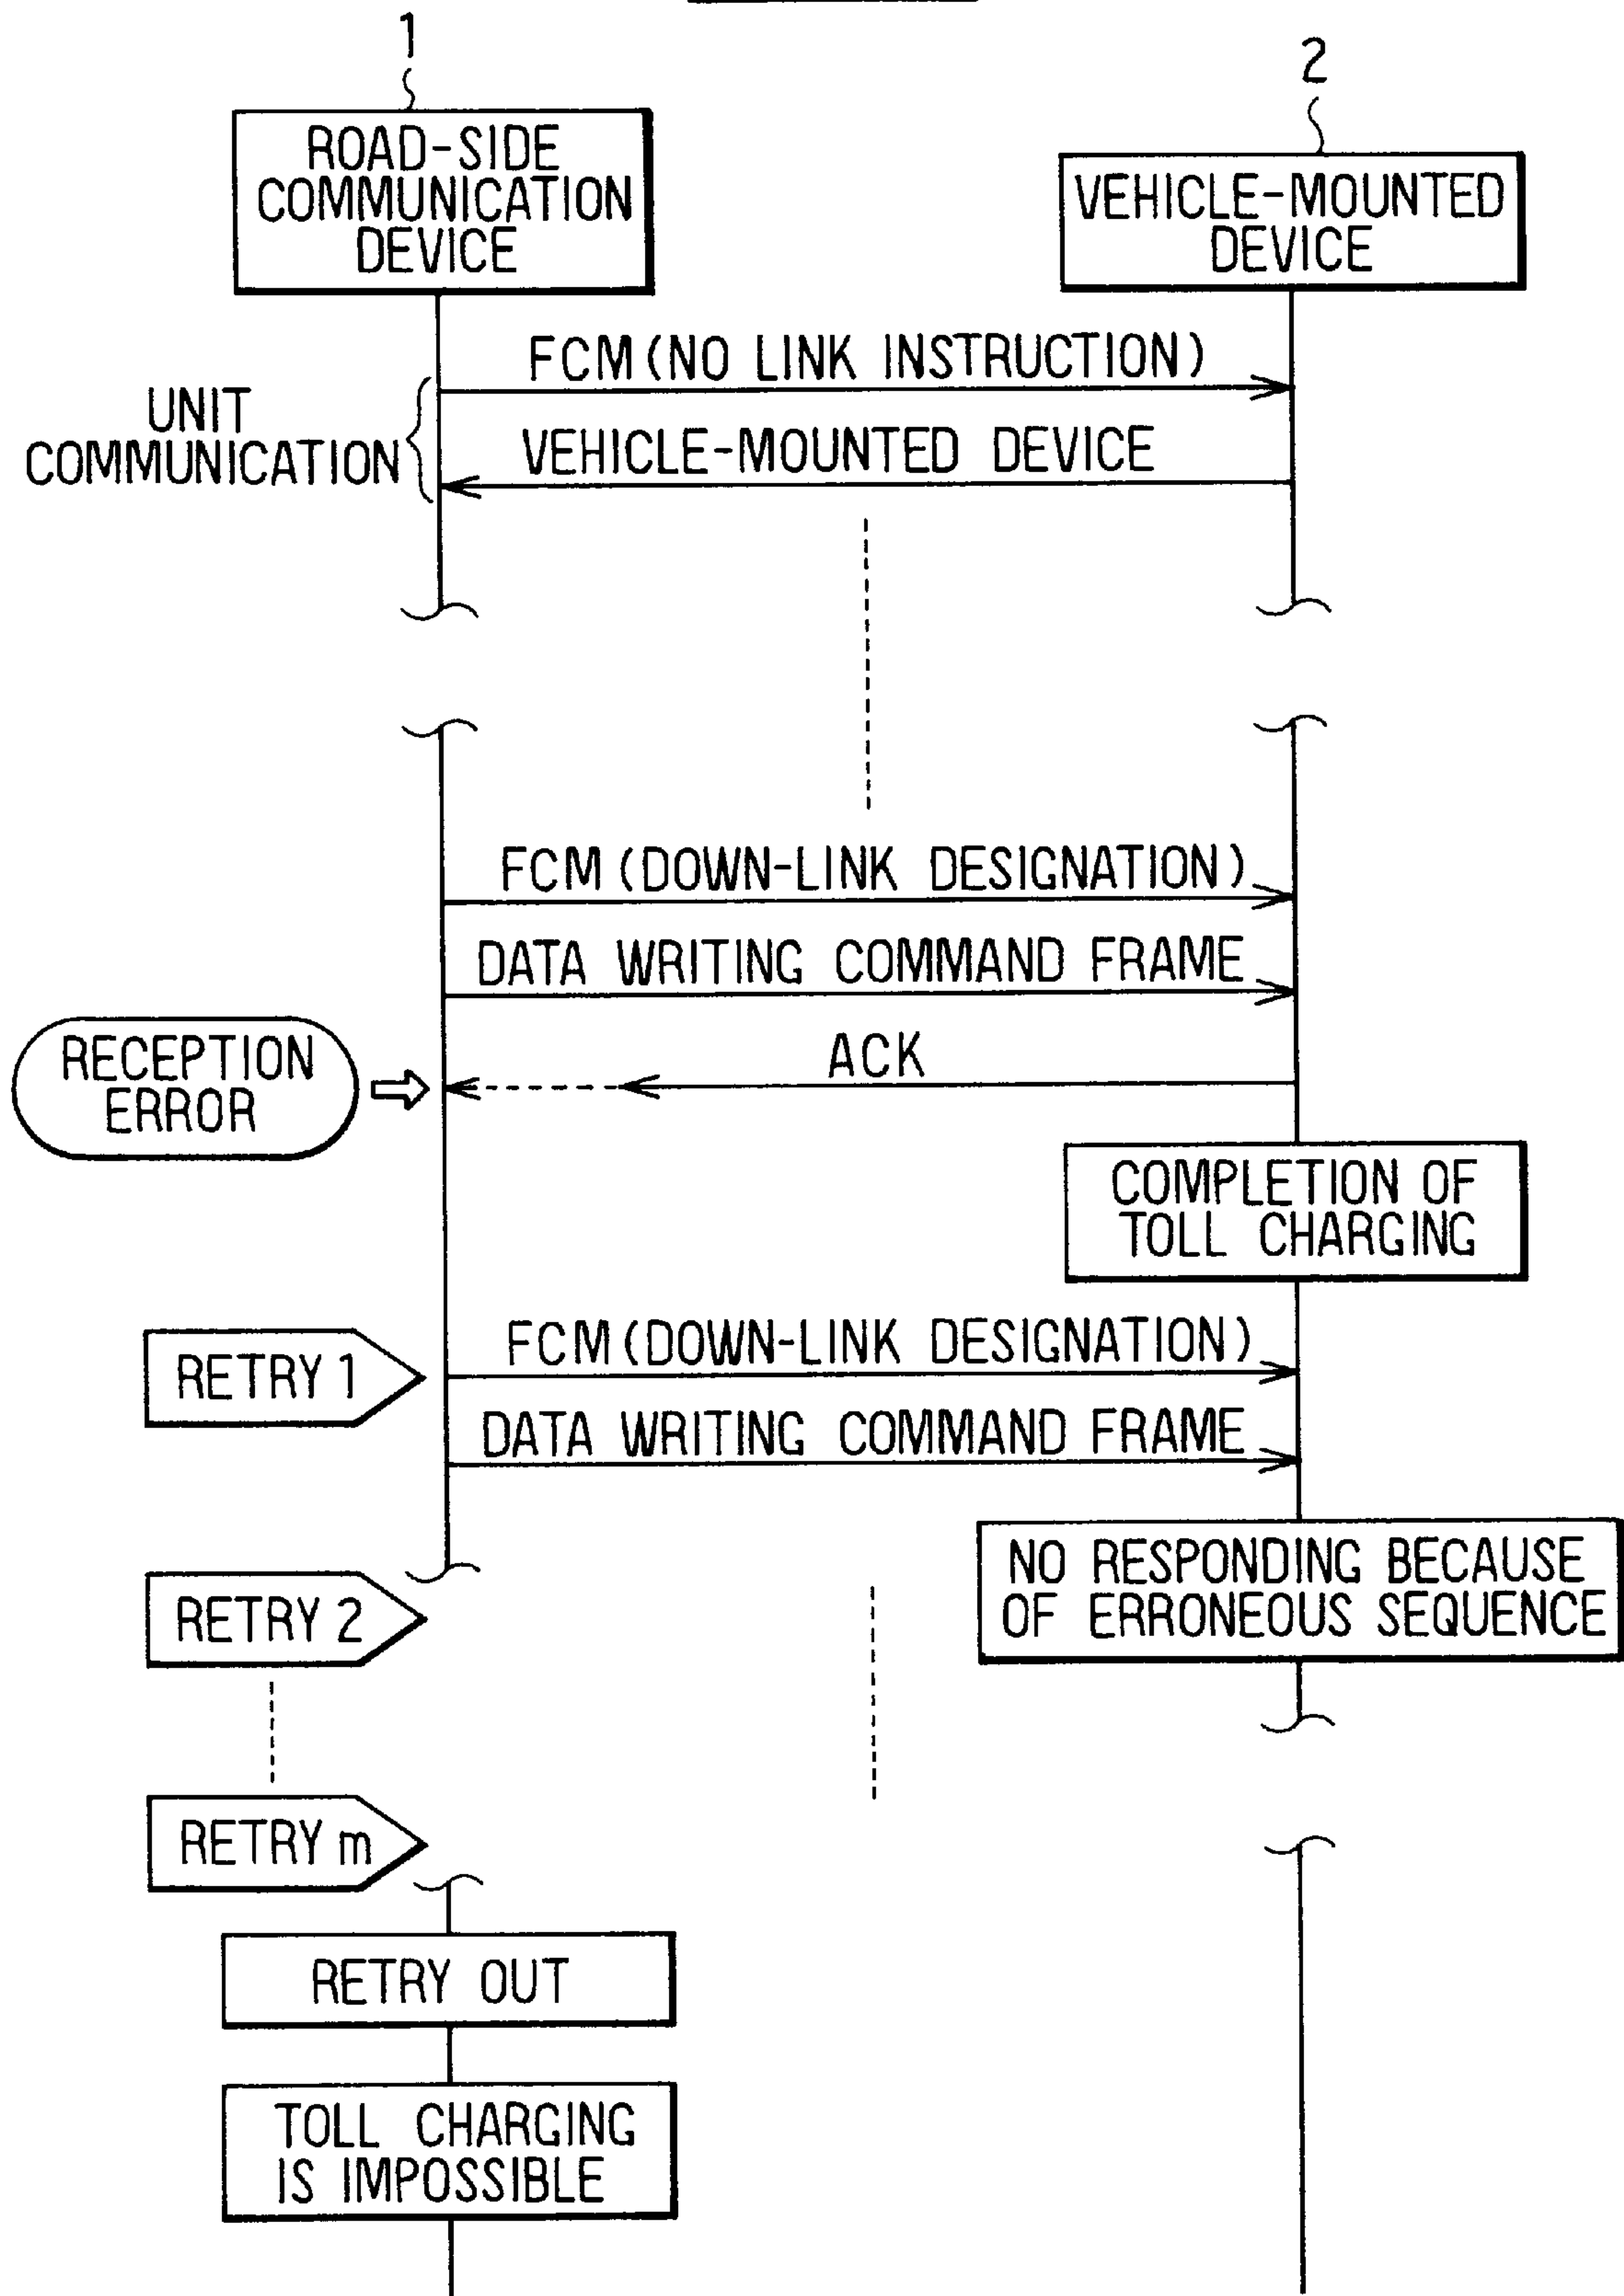 1
2
ROAD-SIDE
COMMUNICATION
DEVICE
VEHICLE-MOUNTED
DEVICE
FCM (NO LINK INSTRUCTION)
UNIT
COMMUNICATION
VEHICLE-MOUNTED DEVICE
FCM (DOWN-LINK DESIGNATION)
DATA WRITING COMMAND FRAME
RECEPTION
ERROR
ACK
COMPLETION OF
TOLL CHARGING
RETRY 1
FCM (DOWN-LINK DESIGNATION)
DATA WRITING COMMAND FRAME
NO RESPONDING BECAUSE
OF ERRONEOUS SEQUENCE
RETRY 2
RETRY m
RETRY OUT
TOLL CHARGING
IS IMPOSSIBLE